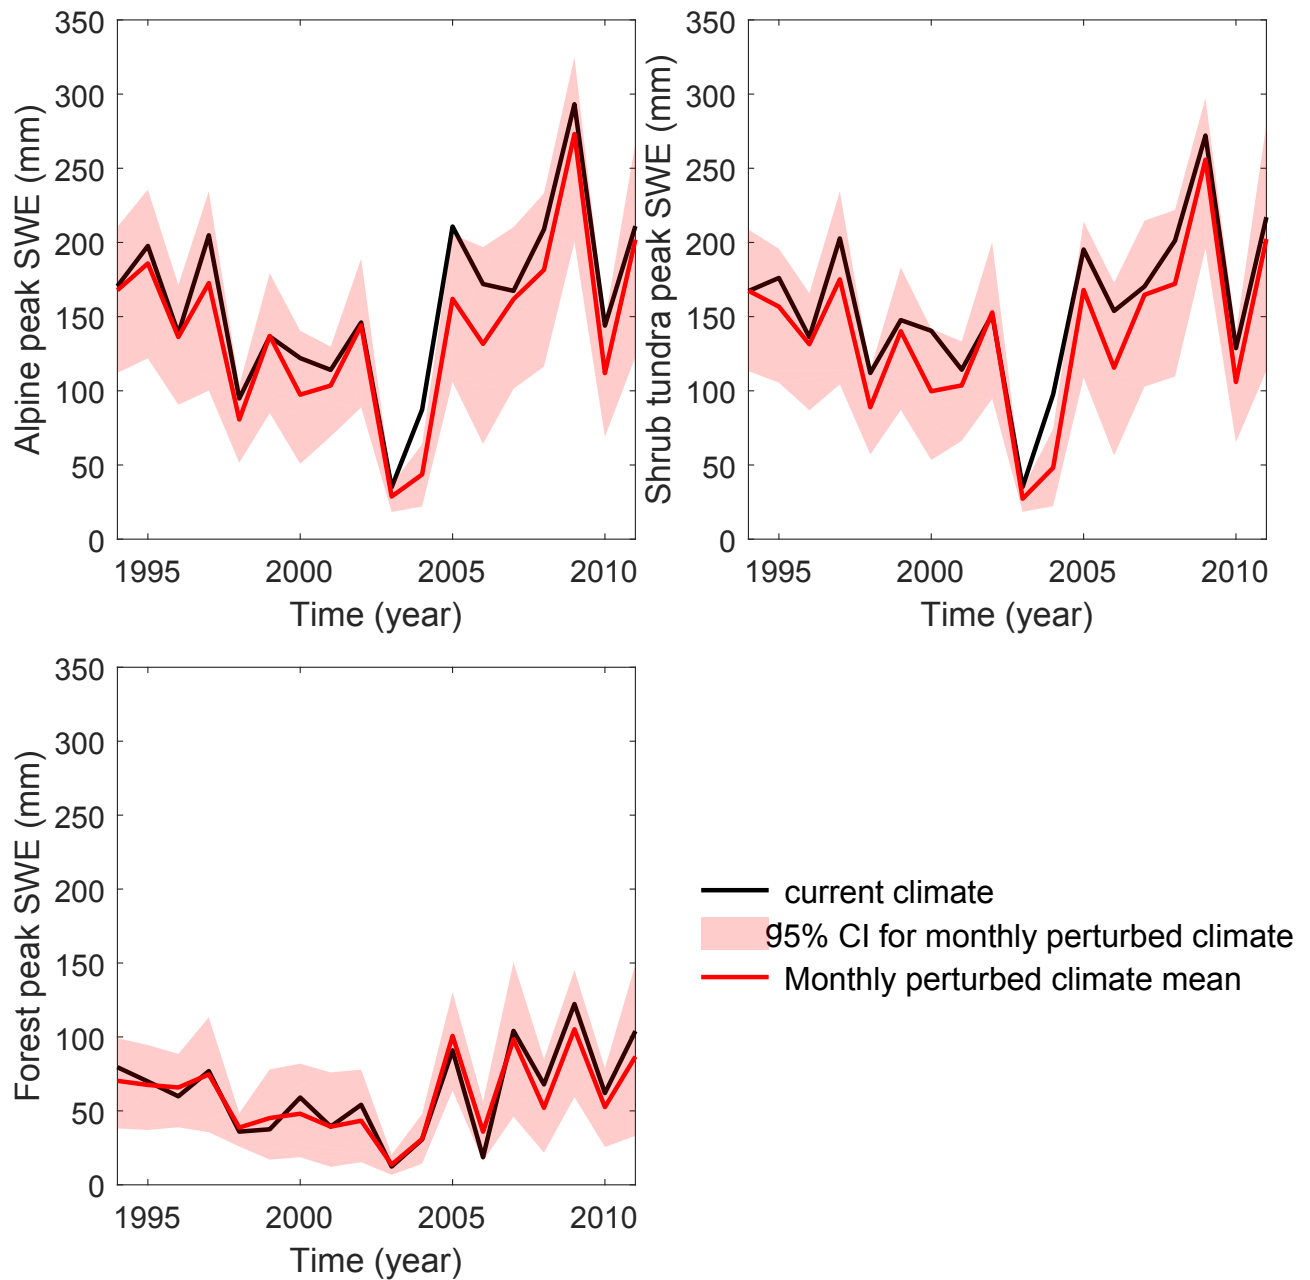 350
300
250
200
150
100
50
0
Alpine peak SWE (mm)
1995 2000 2005 2010
Time (year)
350
300
250
200
150
100
50
0
Shrub tundra peak SWE (mm)
1995 2000 2005 2010
Time (year)
350
300
250
200
150
100
50
0
Forest peak SWE (mm)
1995 2000 2005 2010
Time (year)
current climate
95% CI for monthly perturbed climate
Monthly perturbed climate mean